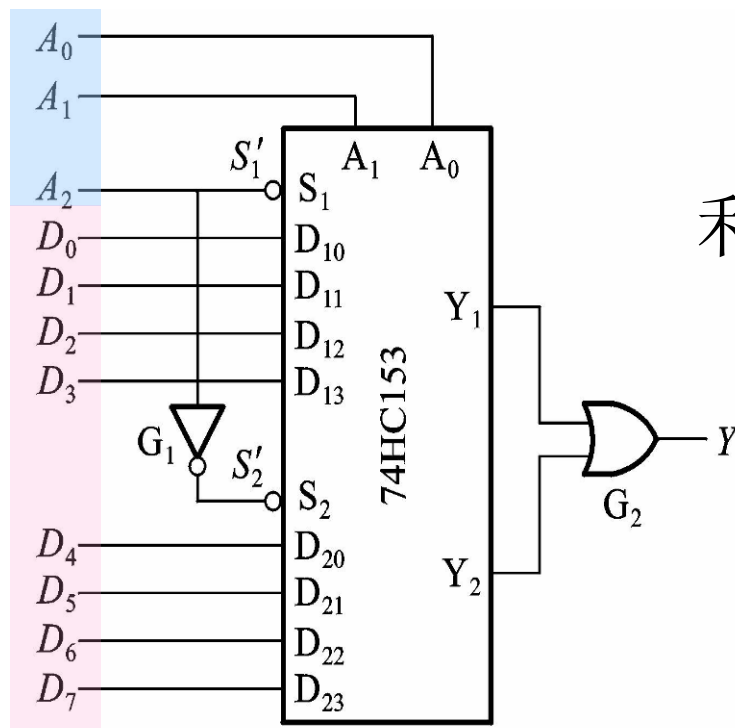 A₀
A₁
A₂
D₀
D₁
D₂
D₃
D₄
D₅
D₆
D₇
G₁
S₁′
S₂′
A₁ A₀
S₁
D₁₀
D₁₁
D₁₂
D₁₃
S₂
D₂₀
D₂₁
D₂₂
D₂₃
74HC153
Y₁
Y₂
G₂
Y